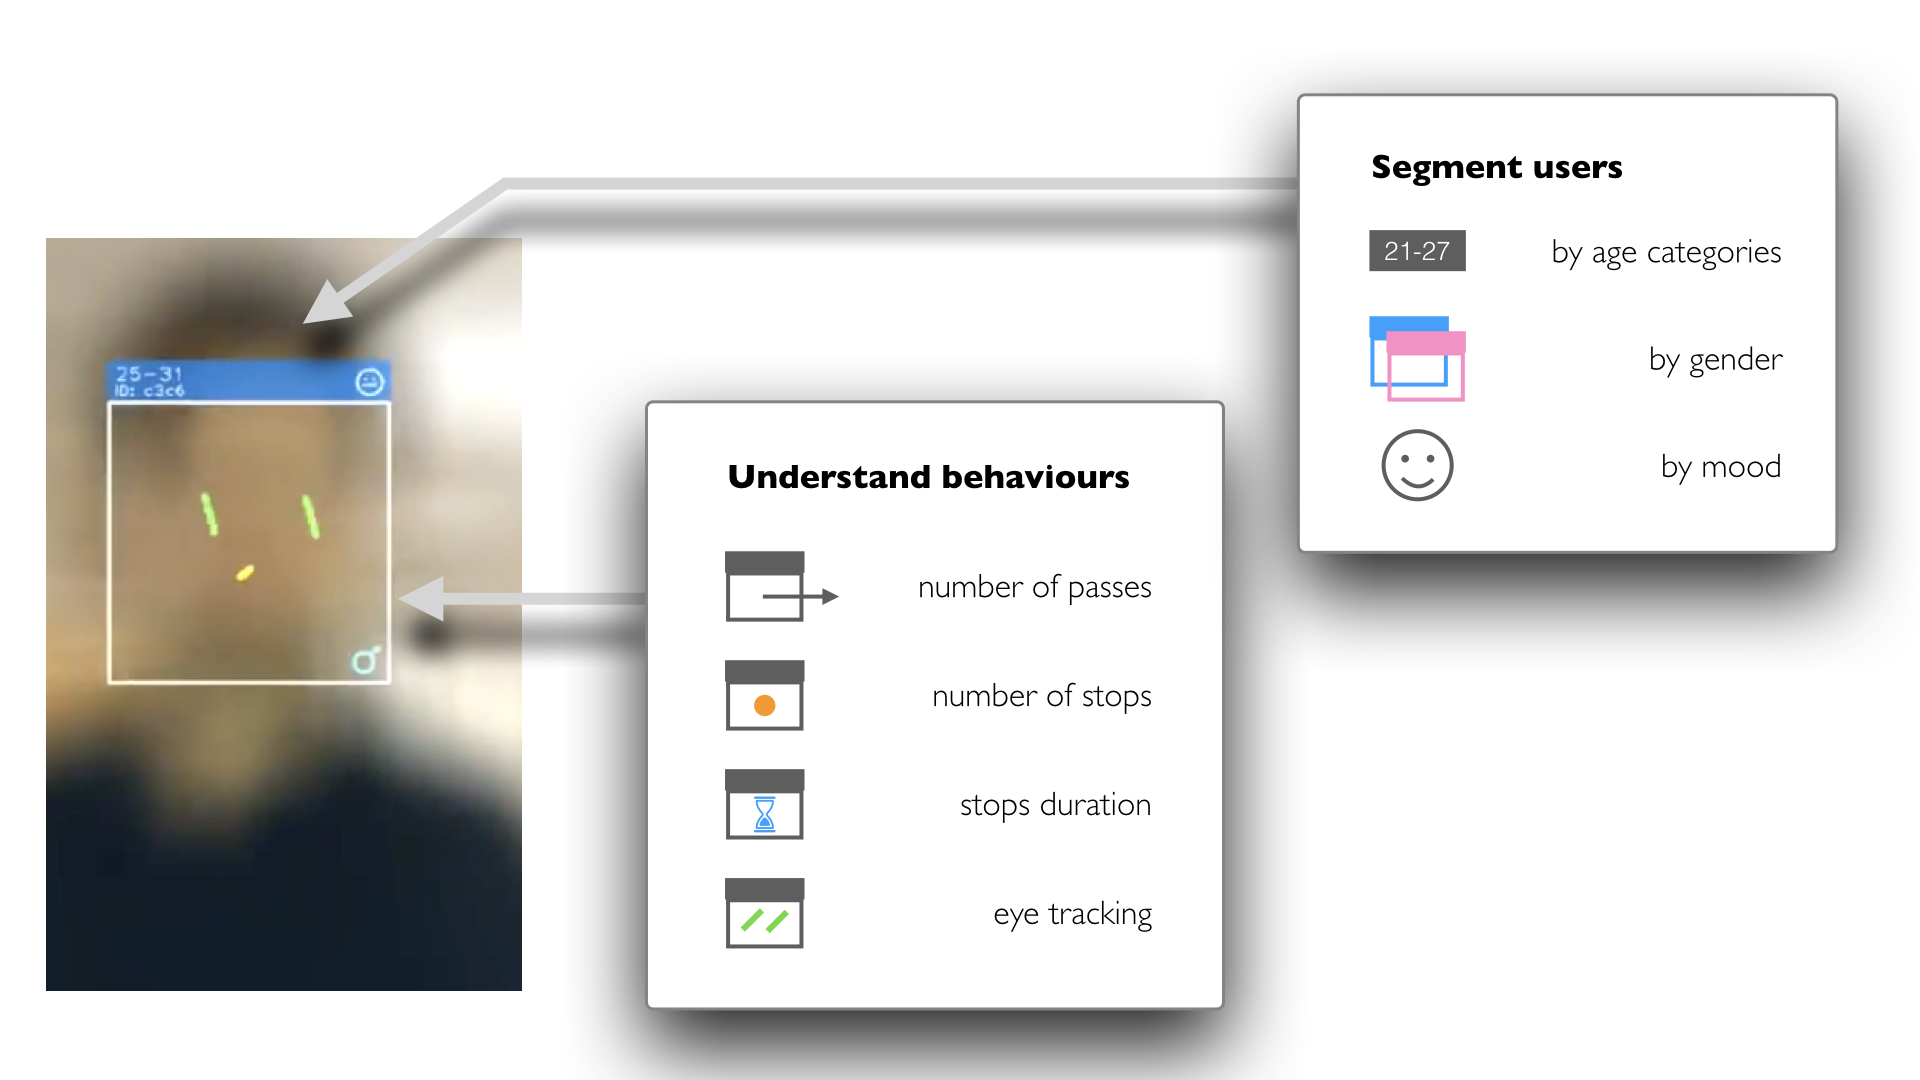 Segment users
21-27 by age categories
by gender
by mood
25-31
ID: c3c6
Understand behaviours
number of passes
number of stops
stops duration
eye tracking